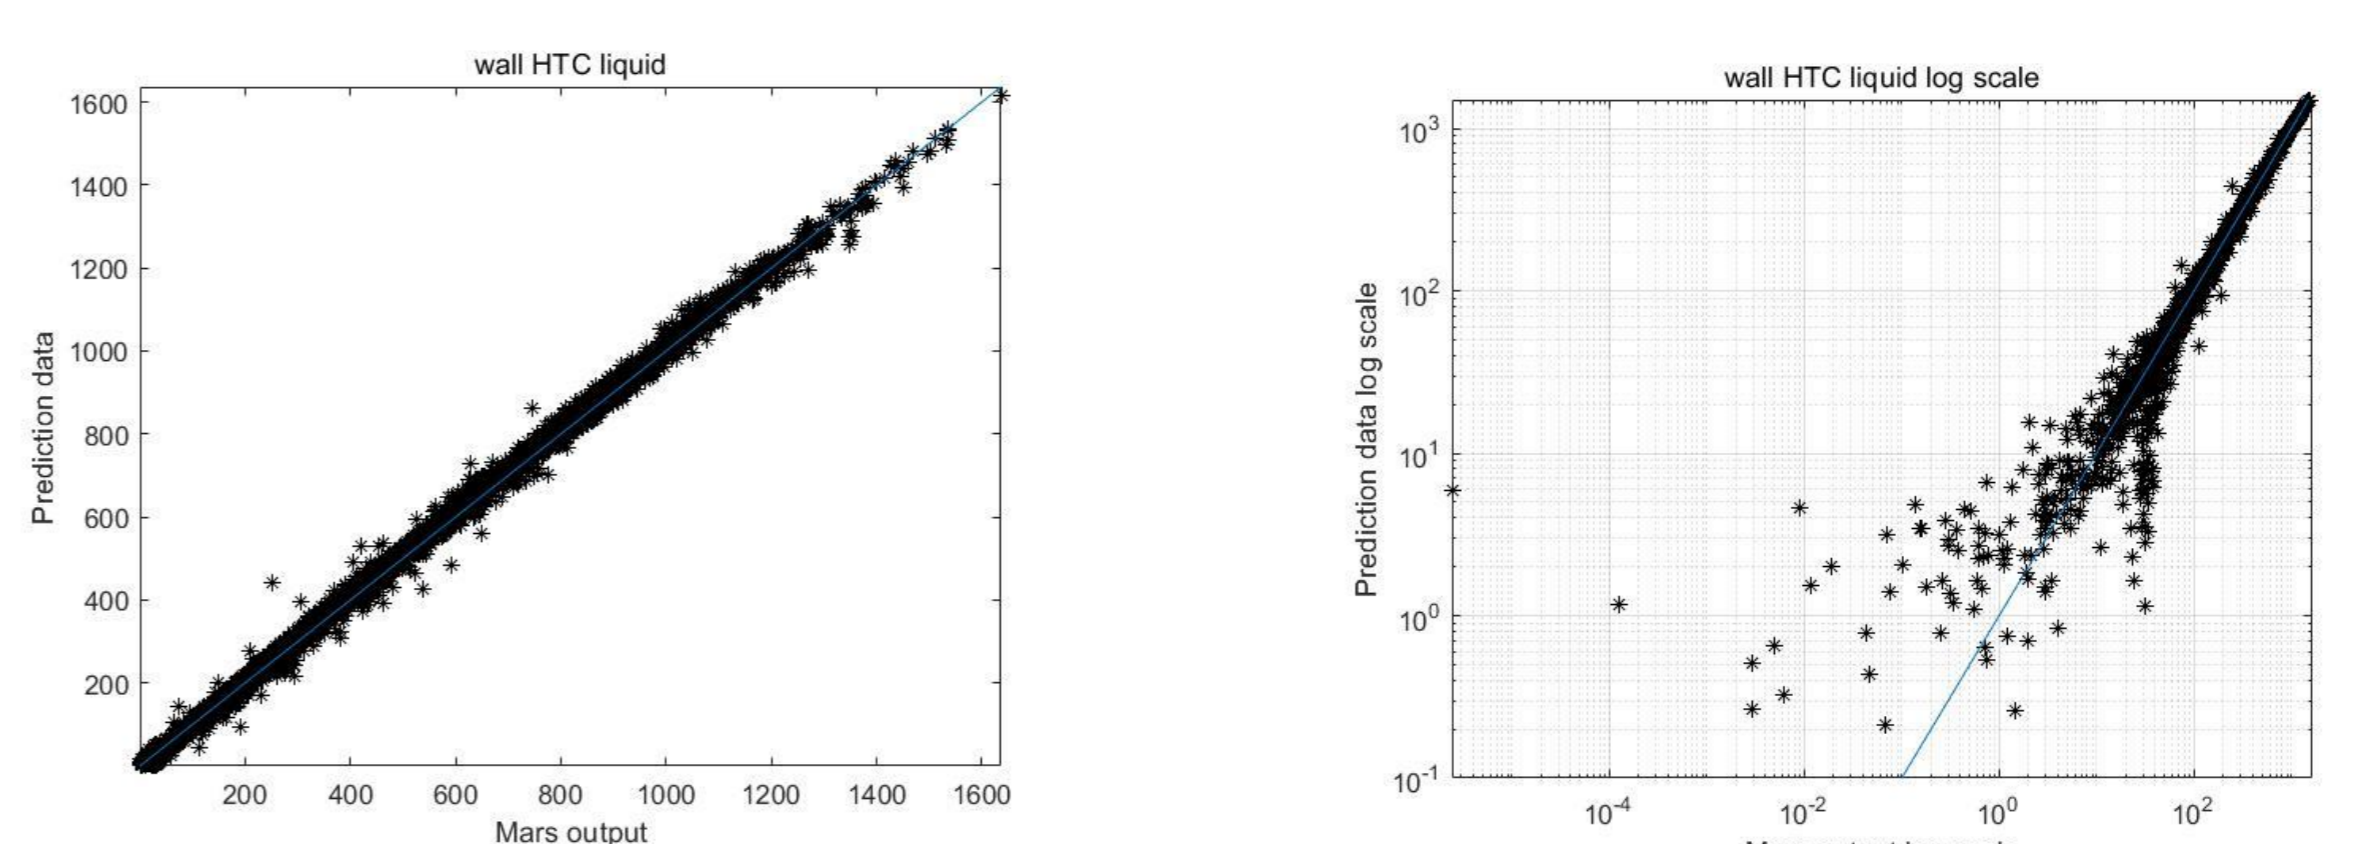 wall HTC liquid
1600
1400
1200
1000
800
600
400
200
Prediction data
200 400 600 800 1000 1200 1400 1600
Mars output
wall HTC liquid log scale
10^3
10^2
10^1
10^0
10^-1
Prediction data log scale
10^-4 10^-2 10^0 10^2